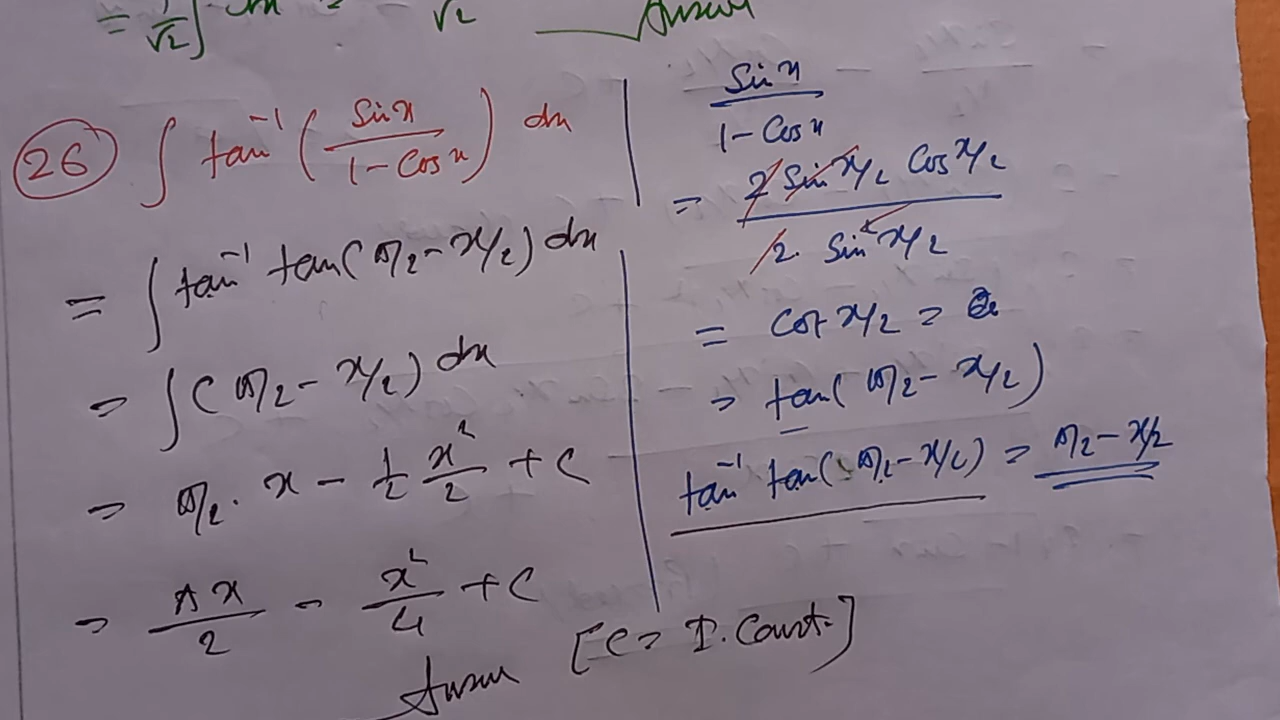 = 1/√2 ∫ dx = √2 Answer
(26) ∫ tan⁻¹ (Sin x / 1 - Cos x) dx
= ∫ tan⁻¹ tan(π/2 - x/2) dx
= ∫ (π/2 - x/2) dx
= π/2 · x - 1/2 x²/2 + C
= πx/2 - x²/4 + C
Answer [C = I. Const.]
Sin x / 1 - Cos x
= 2 Sin x/2 Cos x/2 / 2. Sin² x/2
= Cot x/2 =
= tan(π/2 - x/2)
tan⁻¹ tan(π/2 - x/2) = π/2 - x/2